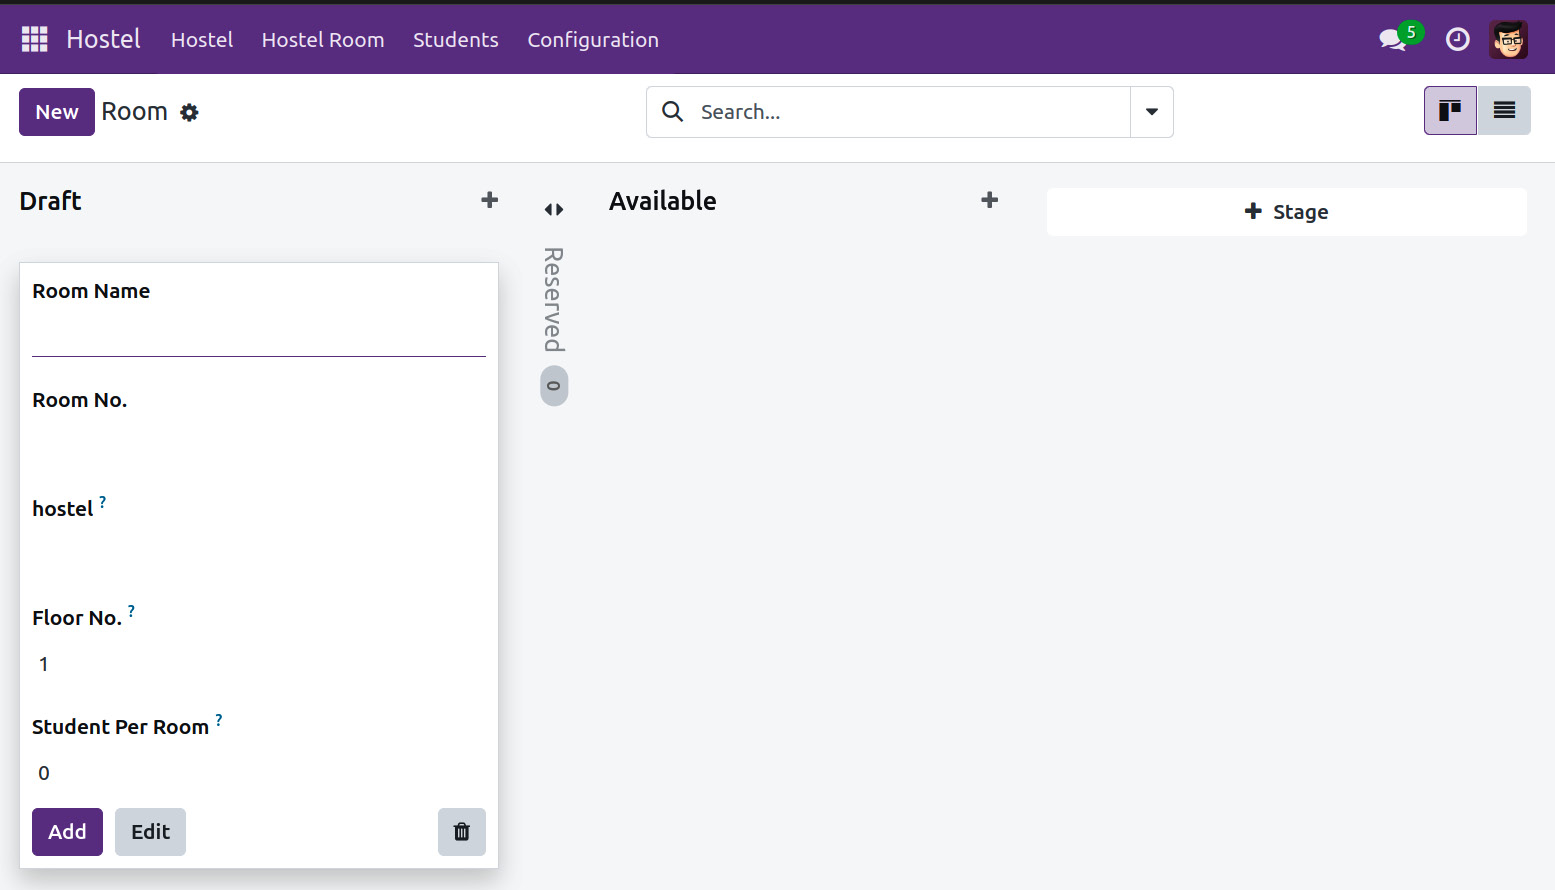 Hostel Hostel Hostel Room Students Configuration 5
New Room Search...
Draft
Reserved 0
Available
Stage
Room Name
Room No.
hostel ?
Floor No. ?
1
Student Per Room ?
0
Add Edit